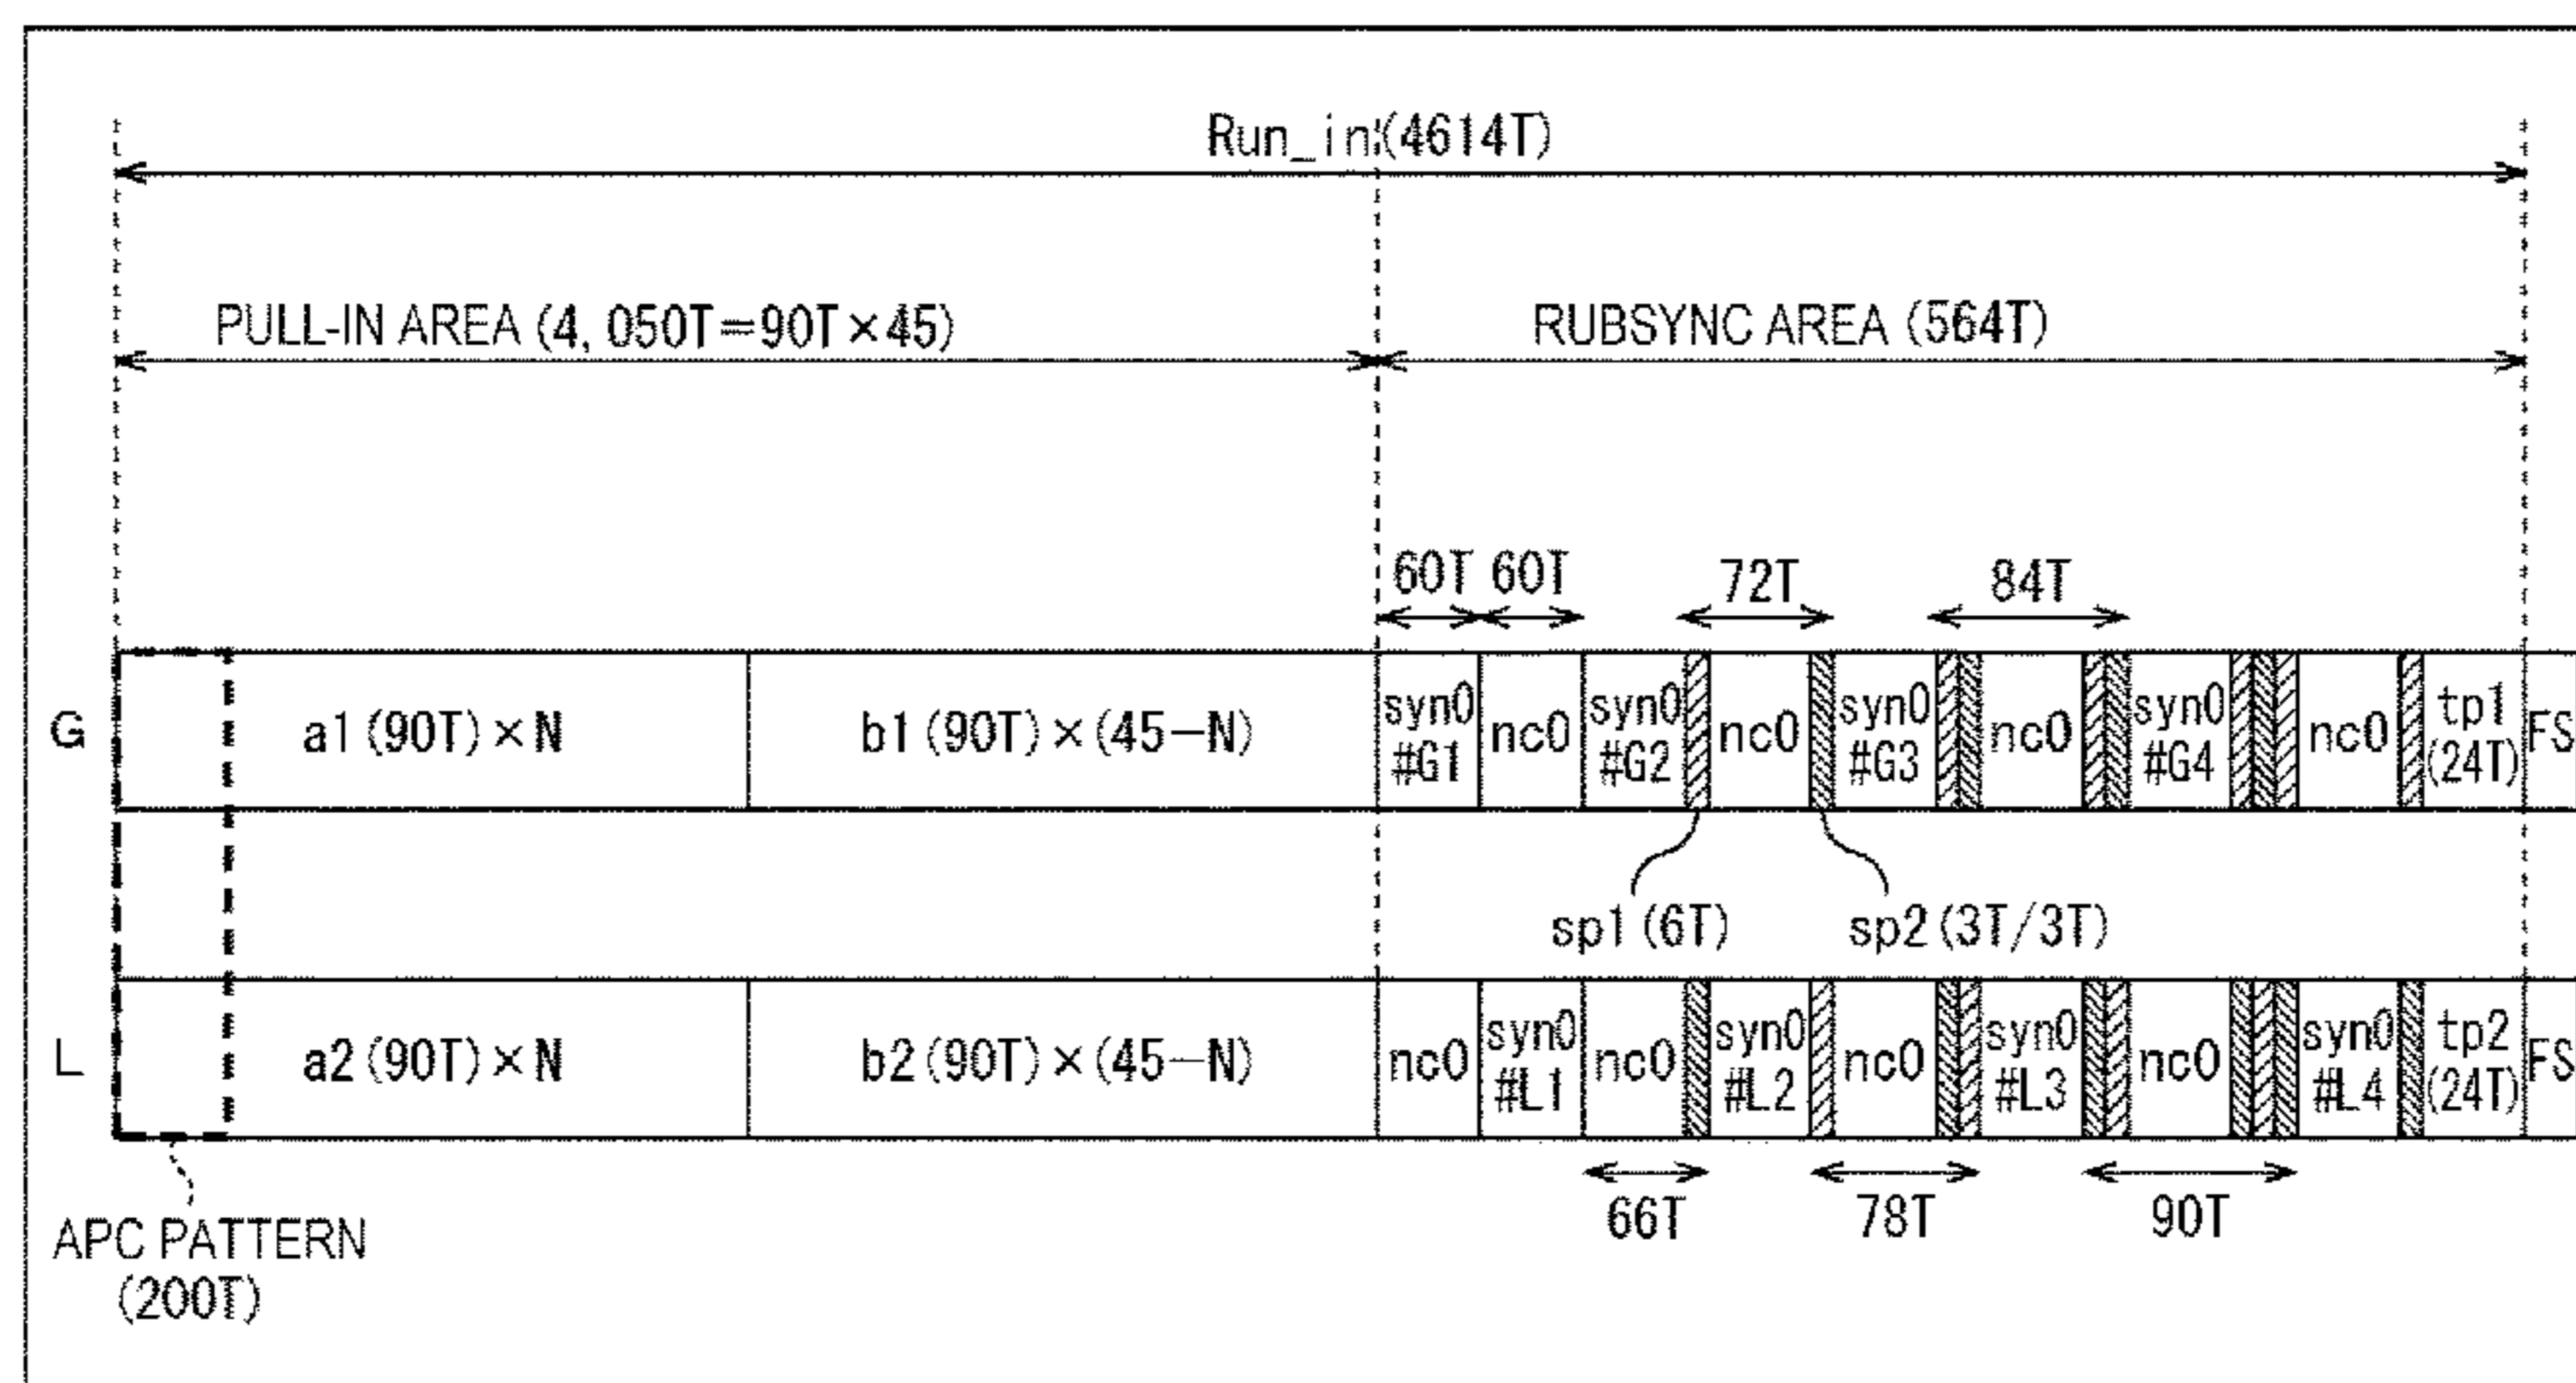 Run_in(4614T)
PULL-IN AREA (4, 050T=90T×45)
RUBSYNC AREA (564T)
60T 60T 72T 84T
G
a1(90T)×N
b1(90T)×(45−N)
syn0
#G1
nc0
syn0
#G2
nc0
syn0
#G3
nc0
syn0
#G4
nc0
tp1
(24T)
FS
sp1(6T)
sp2(3T/3T)
L
a2(90T)×N
b2(90T)×(45−N)
nc0
syn0
#L1
nc0
syn0
#L2
nc0
syn0
#L3
nc0
syn0
#L4
tp2
(24T)
FS
66T 78T 90T
APC PATTERN
(200T)